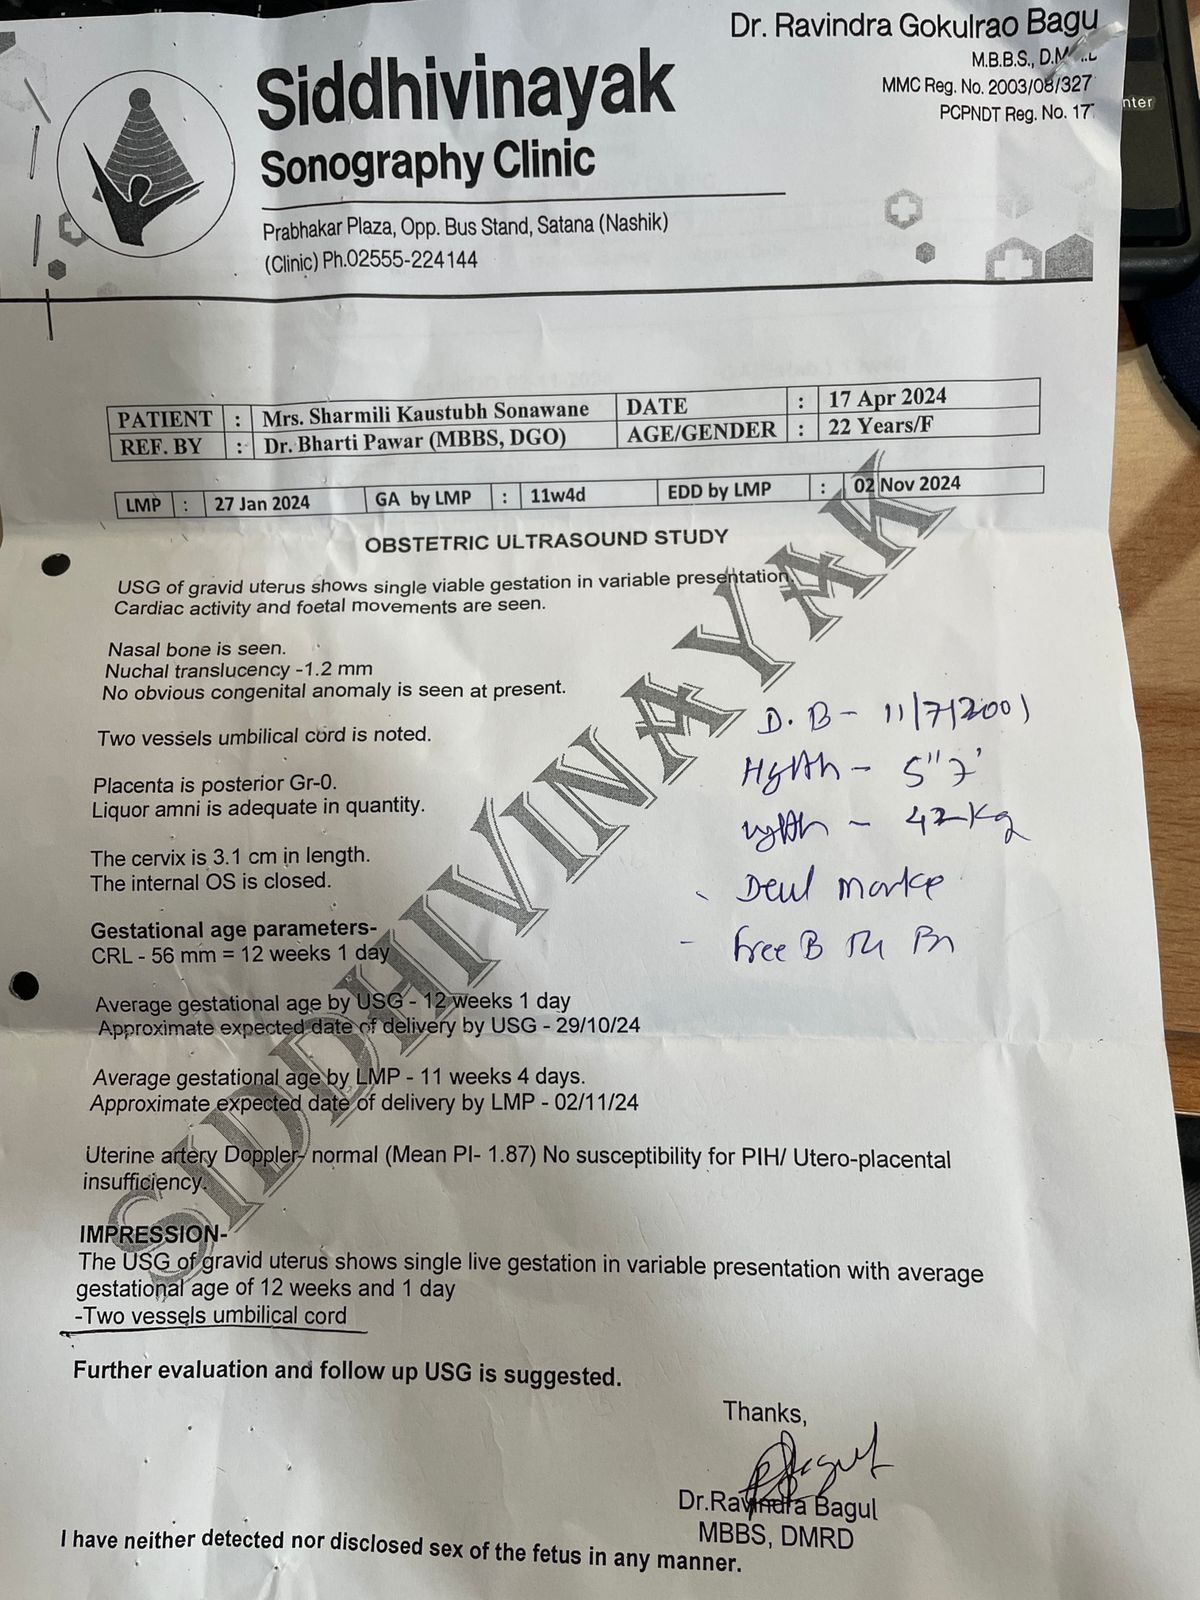 Dr. Ravindra Gokulrao Bagu
M.B.B.S., D.M
MMC Reg. No. 2003/08/327
PCPNDT Reg. No. 17
nter
Siddhivinayak
Sonography Clinic
Prabhakar Plaza, Opp. Bus Stand, Satana (Nashik)
(Clinic) Ph.02555-224144
PATIENT : Mrs. Sharmili Kaustubh Sonawane DATE : 17 Apr 2024
REF. BY : Dr. Bharti Pawar (MBBS, DGO) AGE/GENDER : 22 Years/F
LMP : 27 Jan 2024 GA by LMP : 11w4d EDD by LMP : 02 Nov 2024
OBSTETRIC ULTRASOUND STUDY
USG of gravid uterus shows single viable gestation in variable presentation.
Cardiac activity and foetal movements are seen.
Nasal bone is seen.
Nuchal translucency -1.2 mm
No obvious congenital anomaly is seen at present.
Two vessels umbilical cord is noted.
Placenta is posterior Gr-0.
Liquor amni is adequate in quantity.
The cervix is 3.1 cm in length.
The internal OS is closed.
D.B - 11/7/2001
- 5"7'
- 42 Kg
- Free B
Gestational age parameters-
CRL - 56 mm = 12 weeks 1 day
Average gestational age by USG - 12 weeks 1 day
Approximate expected date of delivery by USG - 29/10/24
Average gestational age by LMP - 11 weeks 4 days.
Approximate expected date of delivery by LMP - 02/11/24
Uterine artery Doppler- normal (Mean PI- 1.87) No susceptibility for PIH/ Utero-placental
insufficiency.
IMPRESSION-
The USG of gravid uterus shows single live gestation in variable presentation with average
gestational age of 12 weeks and 1 day
-Two vessels umbilical cord
Further evaluation and follow up USG is suggested.
Thanks,
Dr.Ravindra Bagul
MBBS, DMRD
I have neither detected nor disclosed sex of the fetus in any manner.
SIDDHIVINAYAK